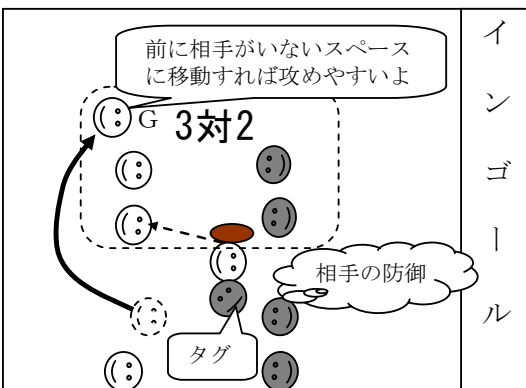 前に相手がいないスペース
に移動すれば攻めやすいよ
G
3対2
相手の防御
タグ
インゴール